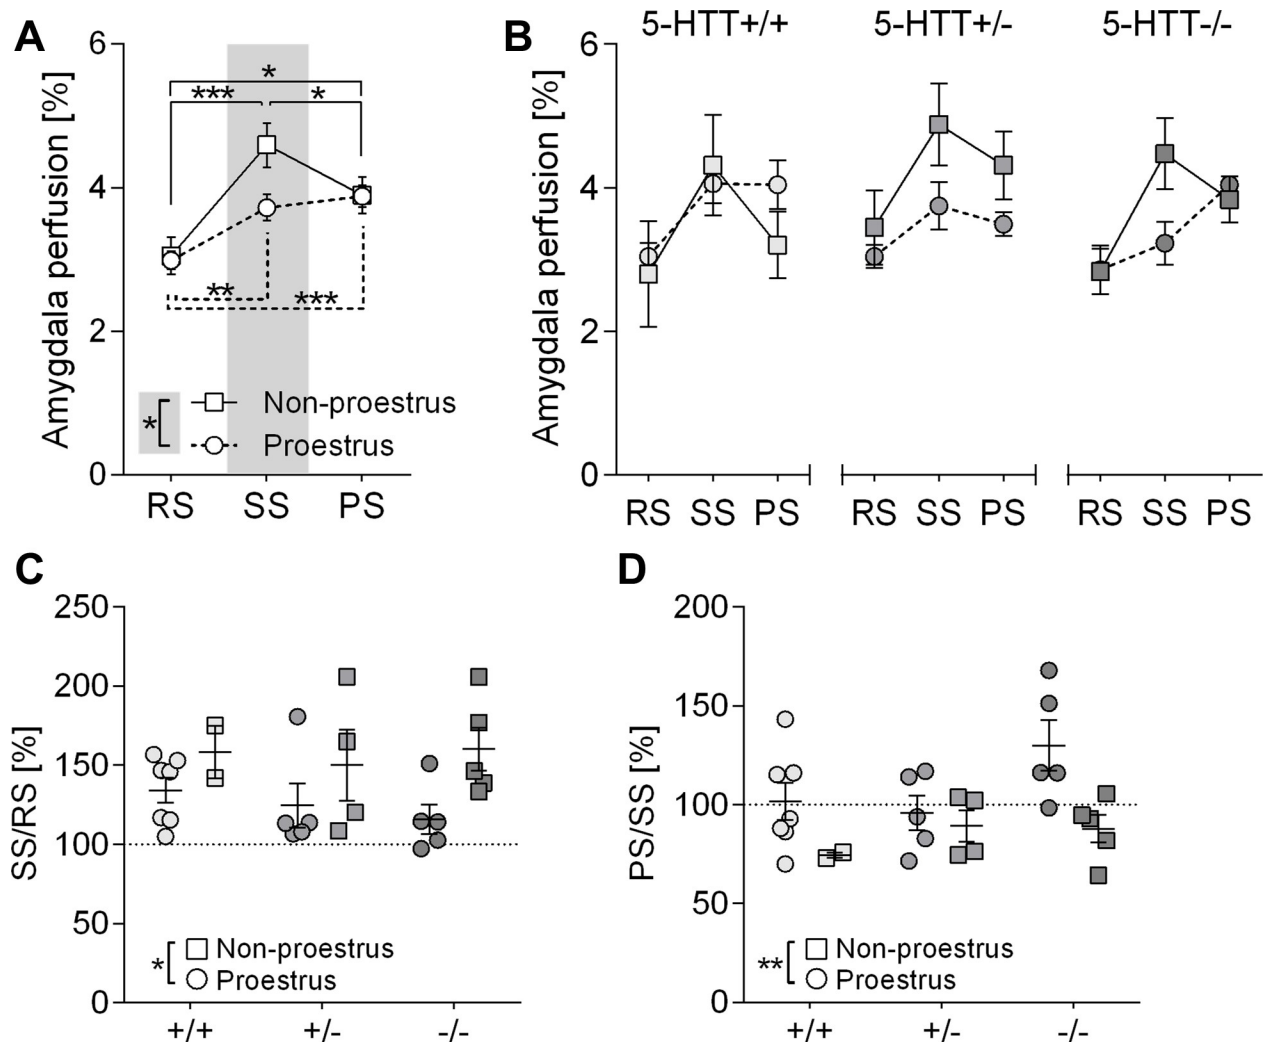 A
Amygdala perfusion [%]
6
4
2
0
*
***
*
**
***
*
Non-proestrus
Proestrus
RS SS PS
B
5-HTT+/+ 5-HTT+/- 5-HTT-/-
Amygdala perfusion [%]
6
4
2
0
RS SS PS RS SS PS RS SS PS
C
SS/RS [%]
250
200
150
100
50
0
*
Non-proestrus
Proestrus
+/+ +/- -/-
D
PS/SS [%]
200
150
100
50
0
**
Non-proestrus
Proestrus
+/+ +/- -/-